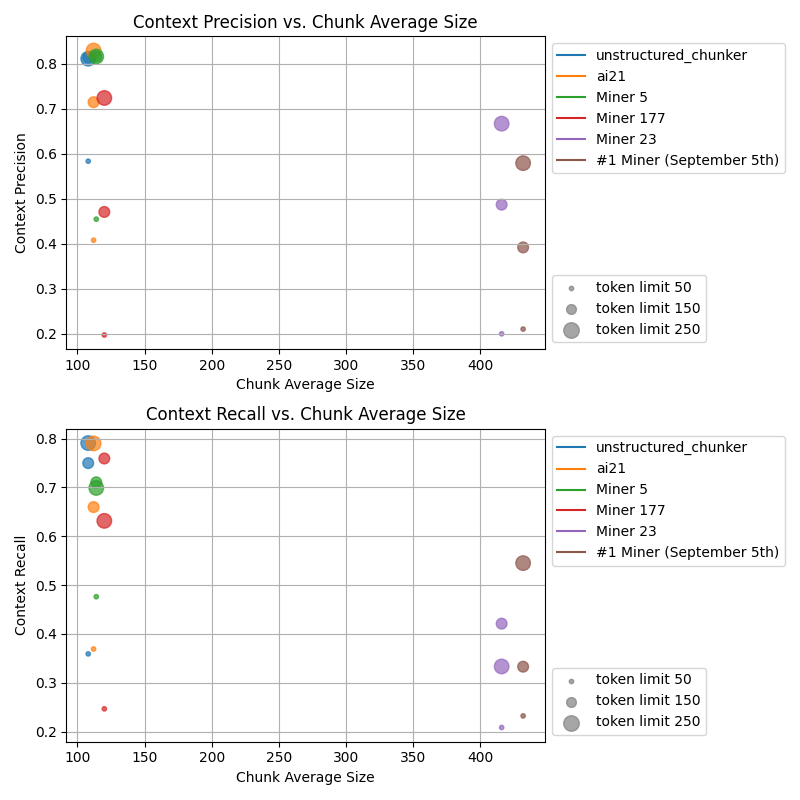 Context Precision vs. Chunk Average Size
Context Precision
0.8
0.7
0.6
0.5
0.4
0.3
0.2
100
150
200
250
300
350
400
Chunk Average Size
unstructured_chunker
ai21
Miner 5
Miner 177
Miner 23
#1 Miner (September 5th)
token limit 50
token limit 150
token limit 250
Context Recall vs. Chunk Average Size
Context Recall
0.8
0.7
0.6
0.5
0.4
0.3
0.2
100
150
200
250
300
350
400
Chunk Average Size
unstructured_chunker
ai21
Miner 5
Miner 177
Miner 23
#1 Miner (September 5th)
token limit 50
token limit 150
token limit 250